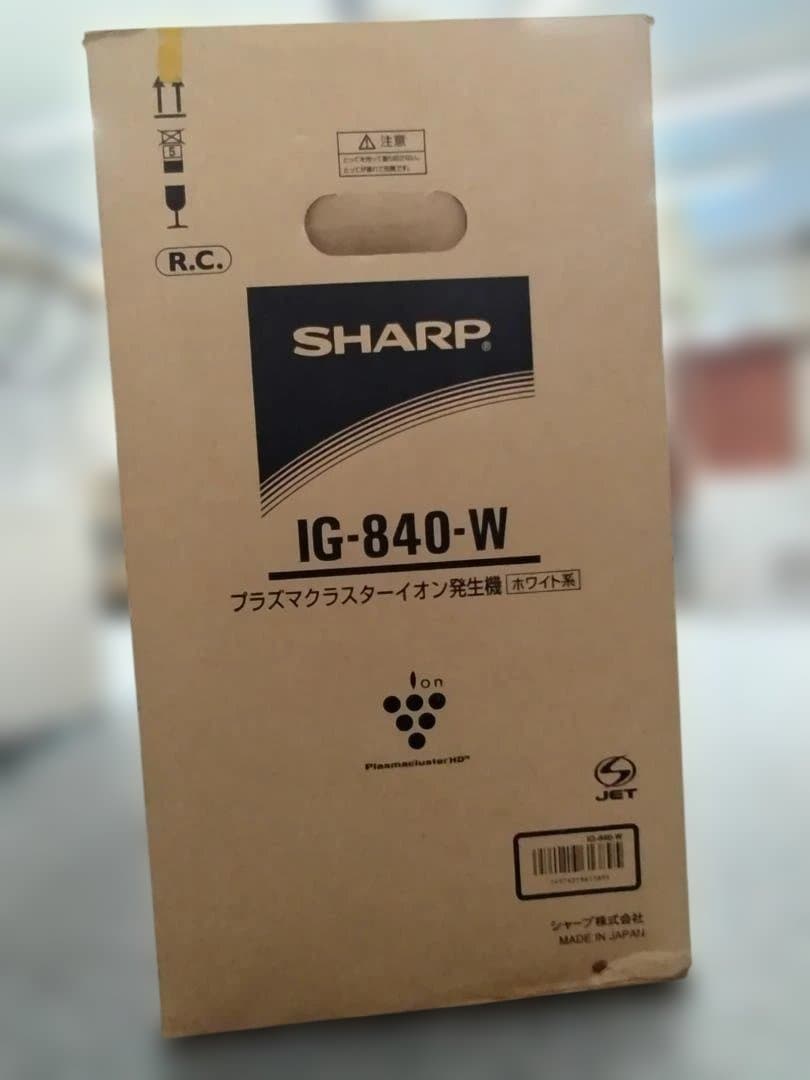 5
注意
R.C.
SHARP®
IG-840-W
プラズマクラスターイオン発生機 ホワイト系
Ion
Plasmacluster HD™
JET
IG-840-W
シャープ株式会社
MADE IN JAPAN